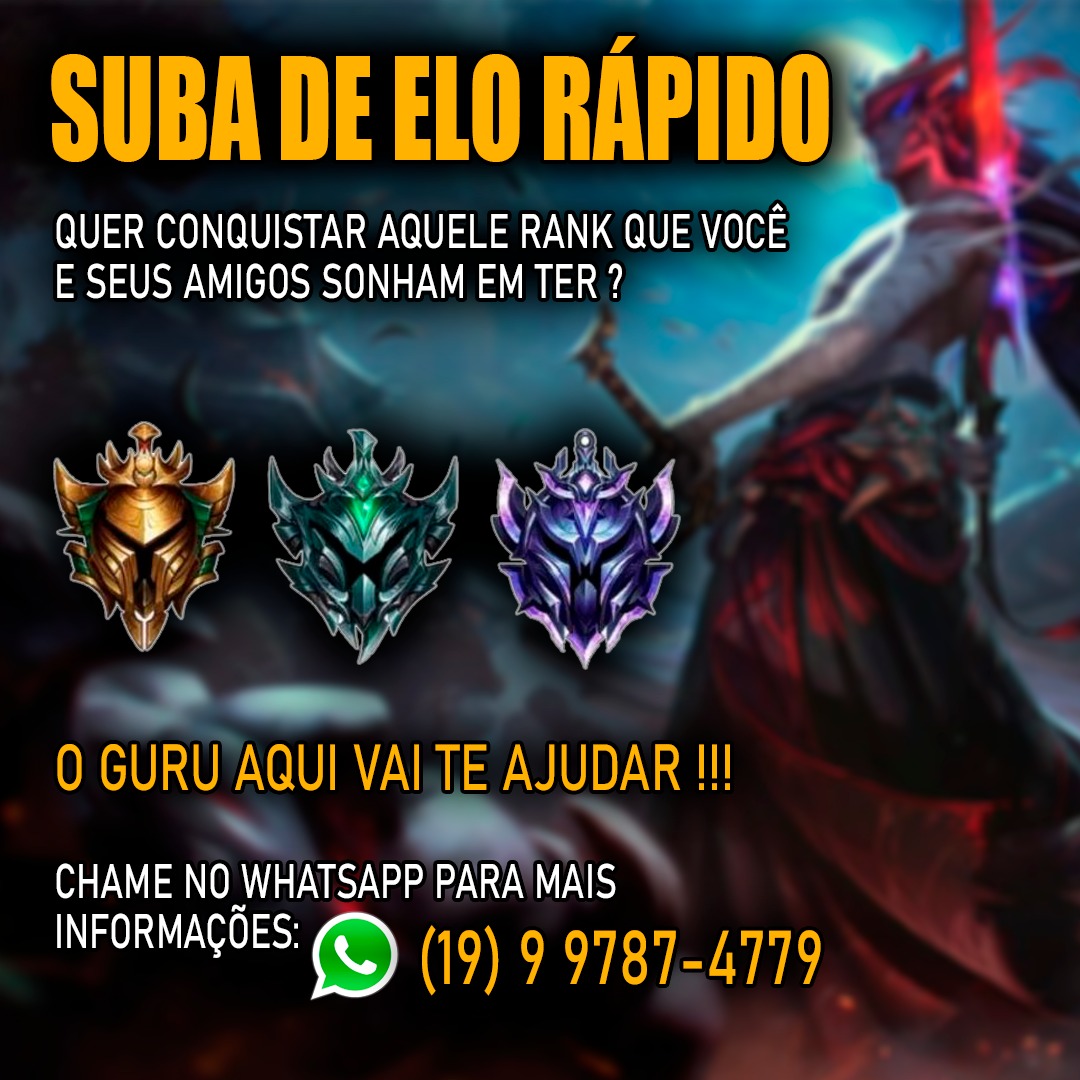 SUBA DE ELO RÁPIDO
QUER CONQUISTAR AQUELE RANK QUE VOCÊ
E SEUS AMIGOS SONHAM EM TER ?
O GURU AQUI VAI TE AJUDAR !!!
CHAME NO WHATSAPP PARA MAIS
INFORMAÇÕES: (19) 9 9787-4779